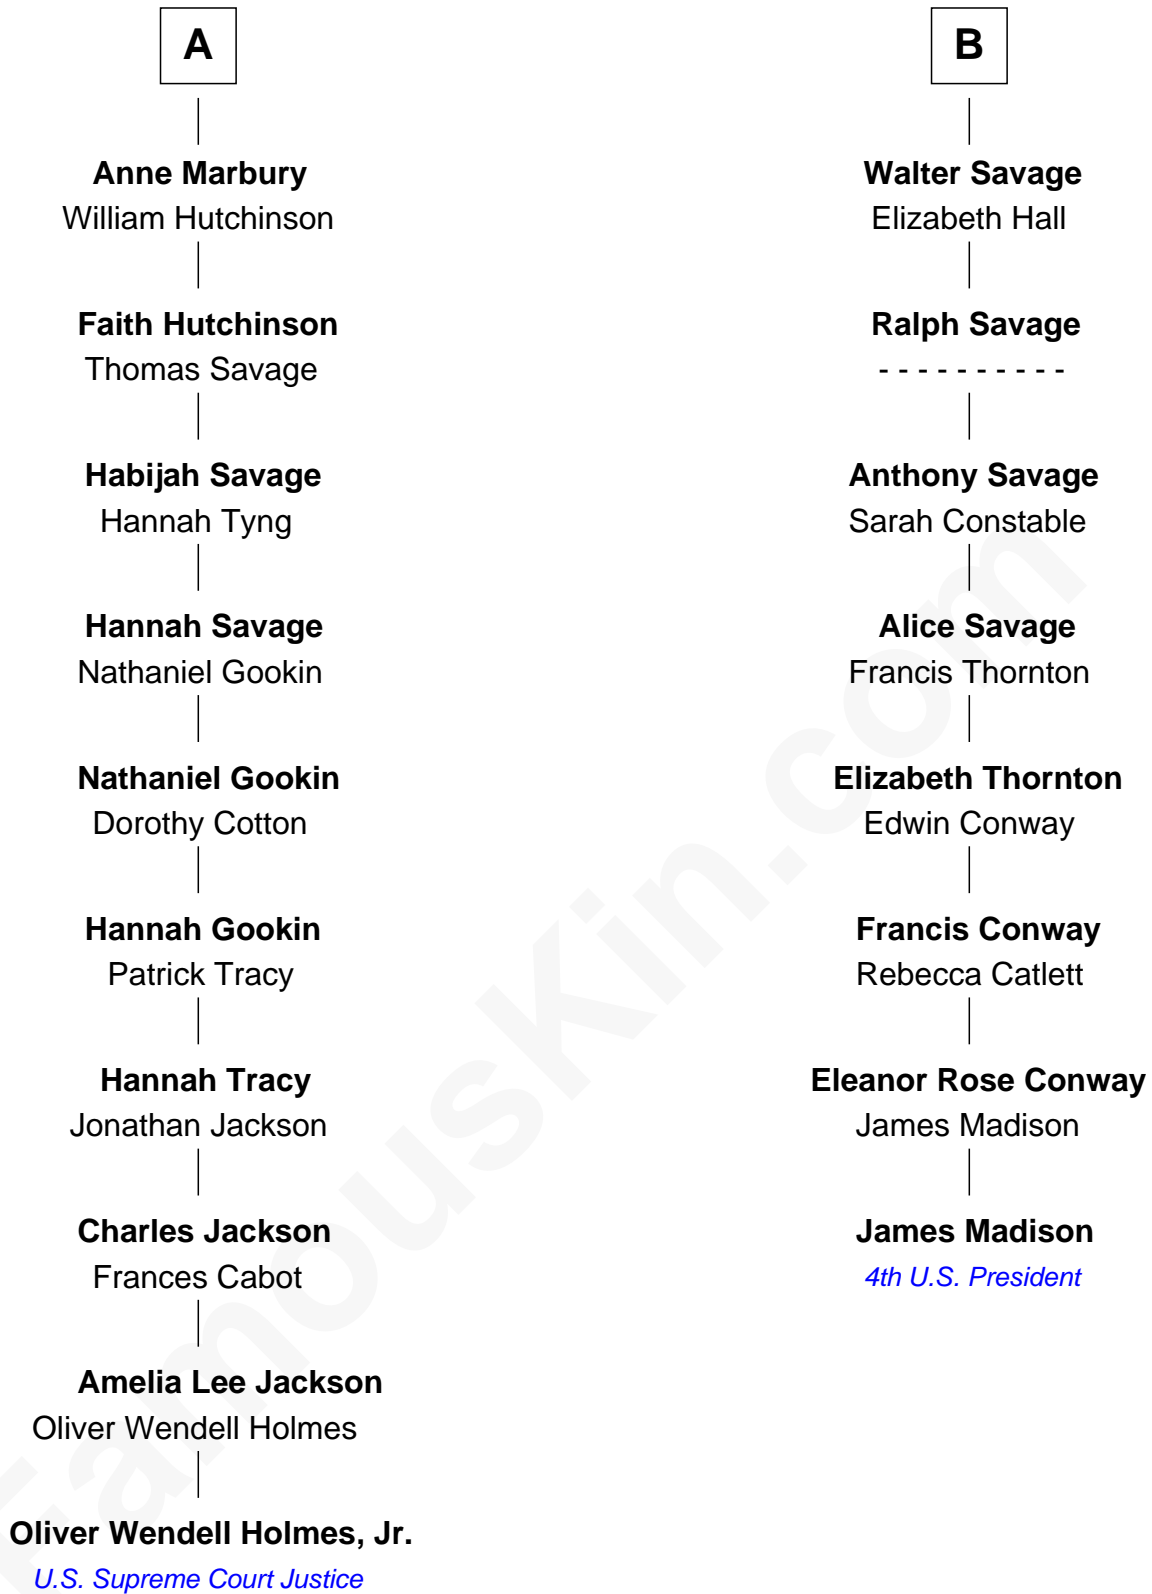 A
Anne Marbury
William Hutchinson
Faith Hutchinson
Thomas Savage
Habijah Savage
Hannah Tyng
Hannah Savage
Nathaniel Gookin
Nathaniel Gookin
Dorothy Cotton
Hannah Gookin
Patrick Tracy
Hannah Tracy
Jonathan Jackson
Charles Jackson
Frances Cabot
Amelia Lee Jackson
Oliver Wendell Holmes
Oliver Wendell Holmes, Jr.
U.S. Supreme Court Justice
B
Walter Savage
Elizabeth Hall
Ralph Savage
- - - - - - - - - -
Anthony Savage
Sarah Constable
Alice Savage
Francis Thornton
Elizabeth Thornton
Edwin Conway
Francis Conway
Rebecca Catlett
Eleanor Rose Conway
James Madison
James Madison
4th U.S. President
FamousKin.com